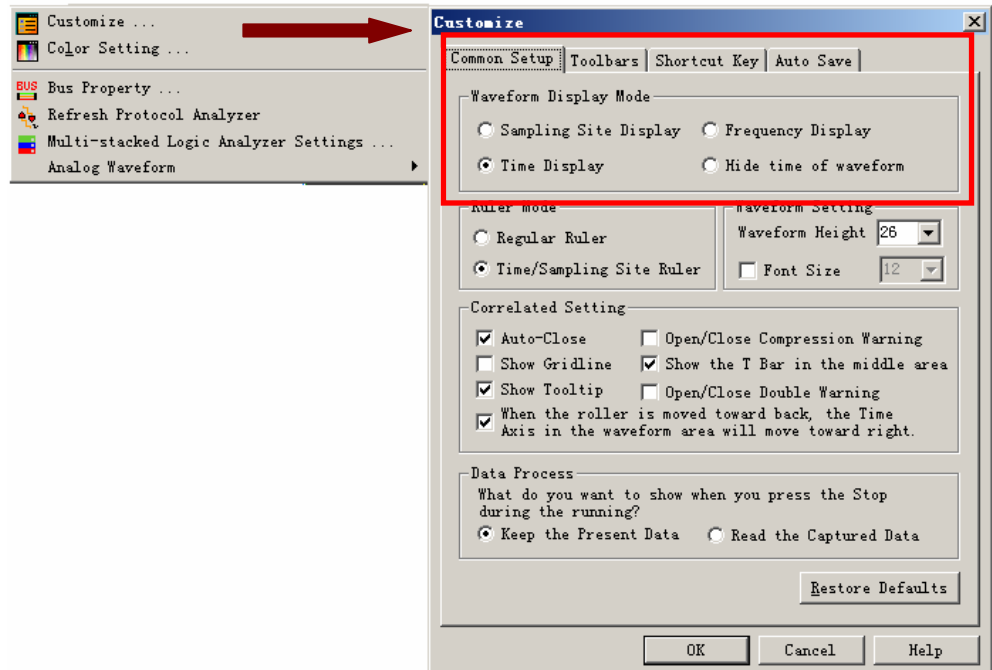 Customize ...
Color Setting ...
BUS Bus Property ...
Refresh Protocol Analyzer
Multi-stacked Logic Analyzer Settings ...
Analog Waveform
Customize
Common Setup Toolbars Shortcut Key Auto Save
Waveform Display Mode
Sampling Site Display Frequency Display
Time Display Hide time of waveform
Ruler mode Waveform Setting
Regular Ruler Waveform Height 26
Time/Sampling Site Ruler Font Size 12
Correlated Setting
Auto-Close Open/Close Compression Warning
Show Gridline Show the T Bar in the middle area
Show Tooltip Open/Close Double Warning
When the roller is moved toward back, the Time
Axis in the waveform area will move toward right.
Data Process
What do you want to show when you press the Stop
during the running?
Keep the Present Data Read the Captured Data
Restore Defaults
OK Cancel Help